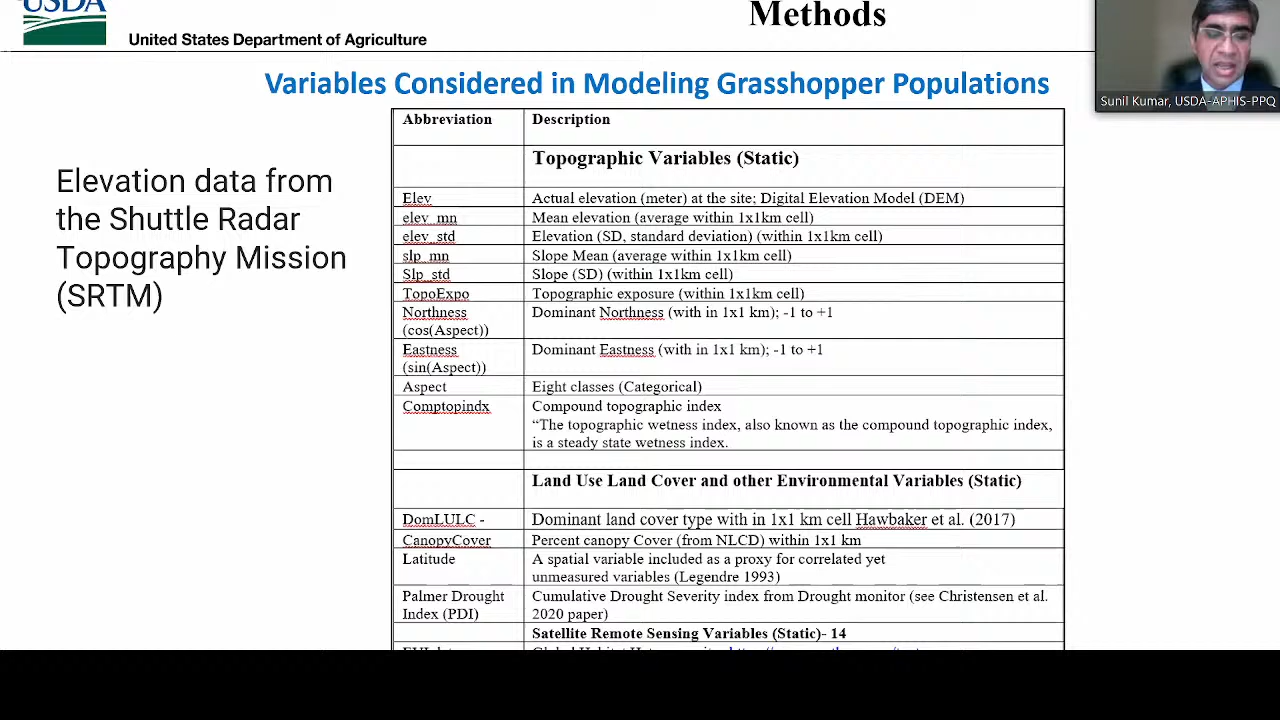 USDA
Methods
United States Department of Agriculture
Sunil Kumar, USDA-APHIS-PPQ
Variables Considered in Modeling Grasshopper Populations
Elevation data from
the Shuttle Radar
Topography Mission
(SRTM)
Abbreviation Description
Topographic Variables (Static)
Elev Actual elevation (meter) at the site; Digital Elevation Model (DEM)
elev_mn Mean elevation (average within 1x1km cell)
elev_std Elevation (SD, standard deviation) (within 1x1km cell)
slp_mn Slope Mean (average within 1x1km cell)
Slp_std Slope (SD) (within 1x1km cell)
TopoExpo Topographic exposure (within 1x1km cell)
Northness Dominant Northness (with in 1x1 km); -1 to +1
(cos(Aspect))
Eastness Dominant Eastness (with in 1x1 km); -1 to +1
(sin(Aspect))
Aspect Eight classes (Categorical)
Comptopindx Compound topographic index
“The topographic wetness index, also known as the compound topographic index,
is a steady state wetness index.
Land Use Land Cover and other Environmental Variables (Static)
DomLULC - Dominant land cover type with in 1x1 km cell Hawbaker et al. (2017)
CanopyCover Percent canopy Cover (from NLCD) within 1x1 km
Latitude A spatial variable included as a proxy for correlated yet
unmeasured variables (Legendre 1993)
Palmer Drought Cumulative Drought Severity index from Drought monitor (see Christensen et al.
Index (PDI) 2020 paper)
Satellite Remote Sensing Variables (Static)- 14